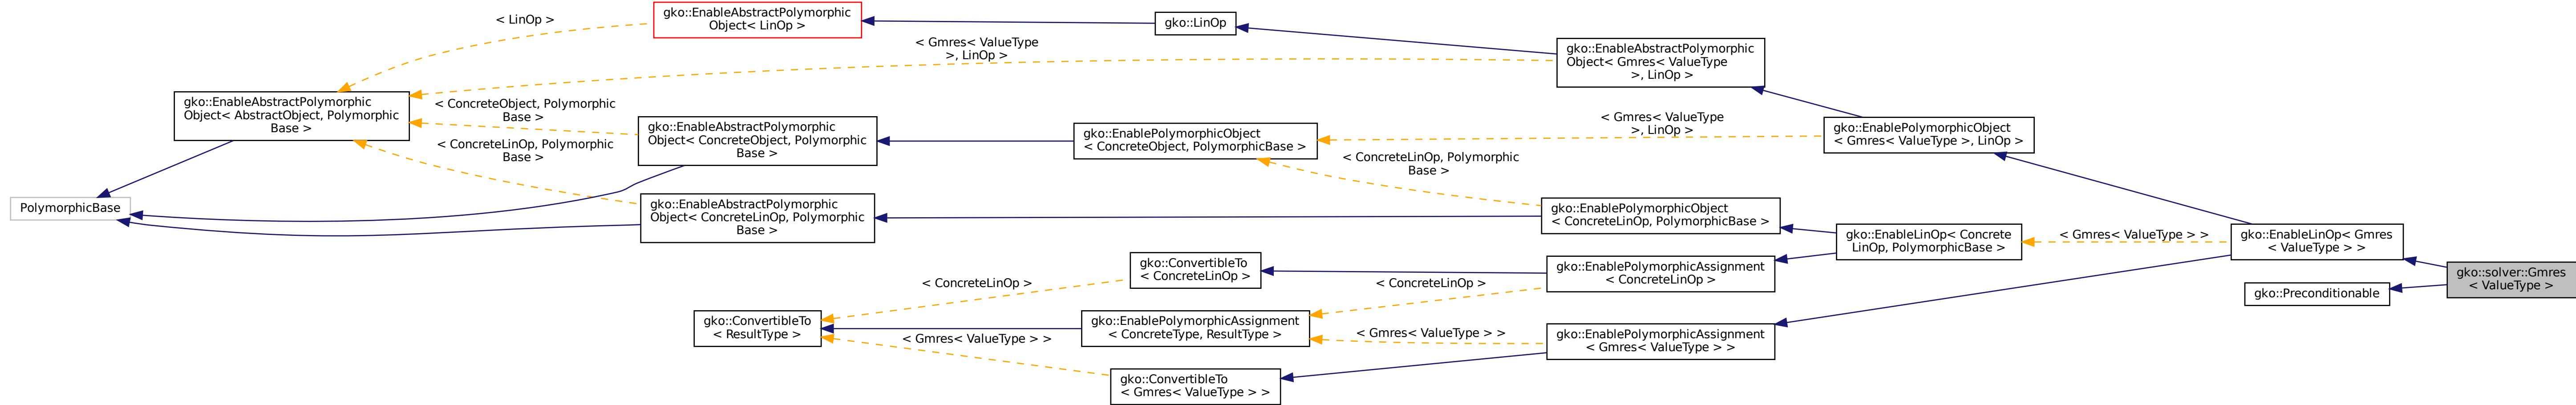 gko::EnableAbstractPolymorphic
Object< LinOp >
< LinOp >
gko::LinOp
< Gmres< ValueType
>, LinOp >
gko::EnableAbstractPolymorphic
Object< Gmres< ValueType
>, LinOp >
gko::EnableAbstractPolymorphic
Object< AbstractObject, Polymorphic
Base >
< ConcreteObject, Polymorphic
Base >
gko::EnableAbstractPolymorphic
Object< ConcreteObject, Polymorphic
Base >
gko::EnablePolymorphicObject
< ConcreteObject, PolymorphicBase >
< Gmres< ValueType
>, LinOp >
gko::EnablePolymorphicObject
< Gmres< ValueType >, LinOp >
< ConcreteLinOp, Polymorphic
Base >
< ConcreteLinOp, Polymorphic
Base >
PolymorphicBase
gko::EnableAbstractPolymorphic
Object< ConcreteLinOp, Polymorphic
Base >
gko::EnablePolymorphicObject
< ConcreteLinOp, PolymorphicBase >
gko::EnableLinOp< Concrete
LinOp, PolymorphicBase >
< Gmres< ValueType > >
gko::EnableLinOp< Gmres
< ValueType > >
gko::solver::Gmres
< ValueType >
gko::ConvertibleTo
< ConcreteLinOp >
gko::EnablePolymorphicAssignment
< ConcreteLinOp >
gko::Preconditionable
< ConcreteLinOp >
< ConcreteLinOp >
gko::ConvertibleTo
< ResultType >
gko::EnablePolymorphicAssignment
< ConcreteType, ResultType >
< Gmres< ValueType > >
gko::EnablePolymorphicAssignment
< Gmres< ValueType > >
< Gmres< ValueType > >
gko::ConvertibleTo
< Gmres< ValueType > >